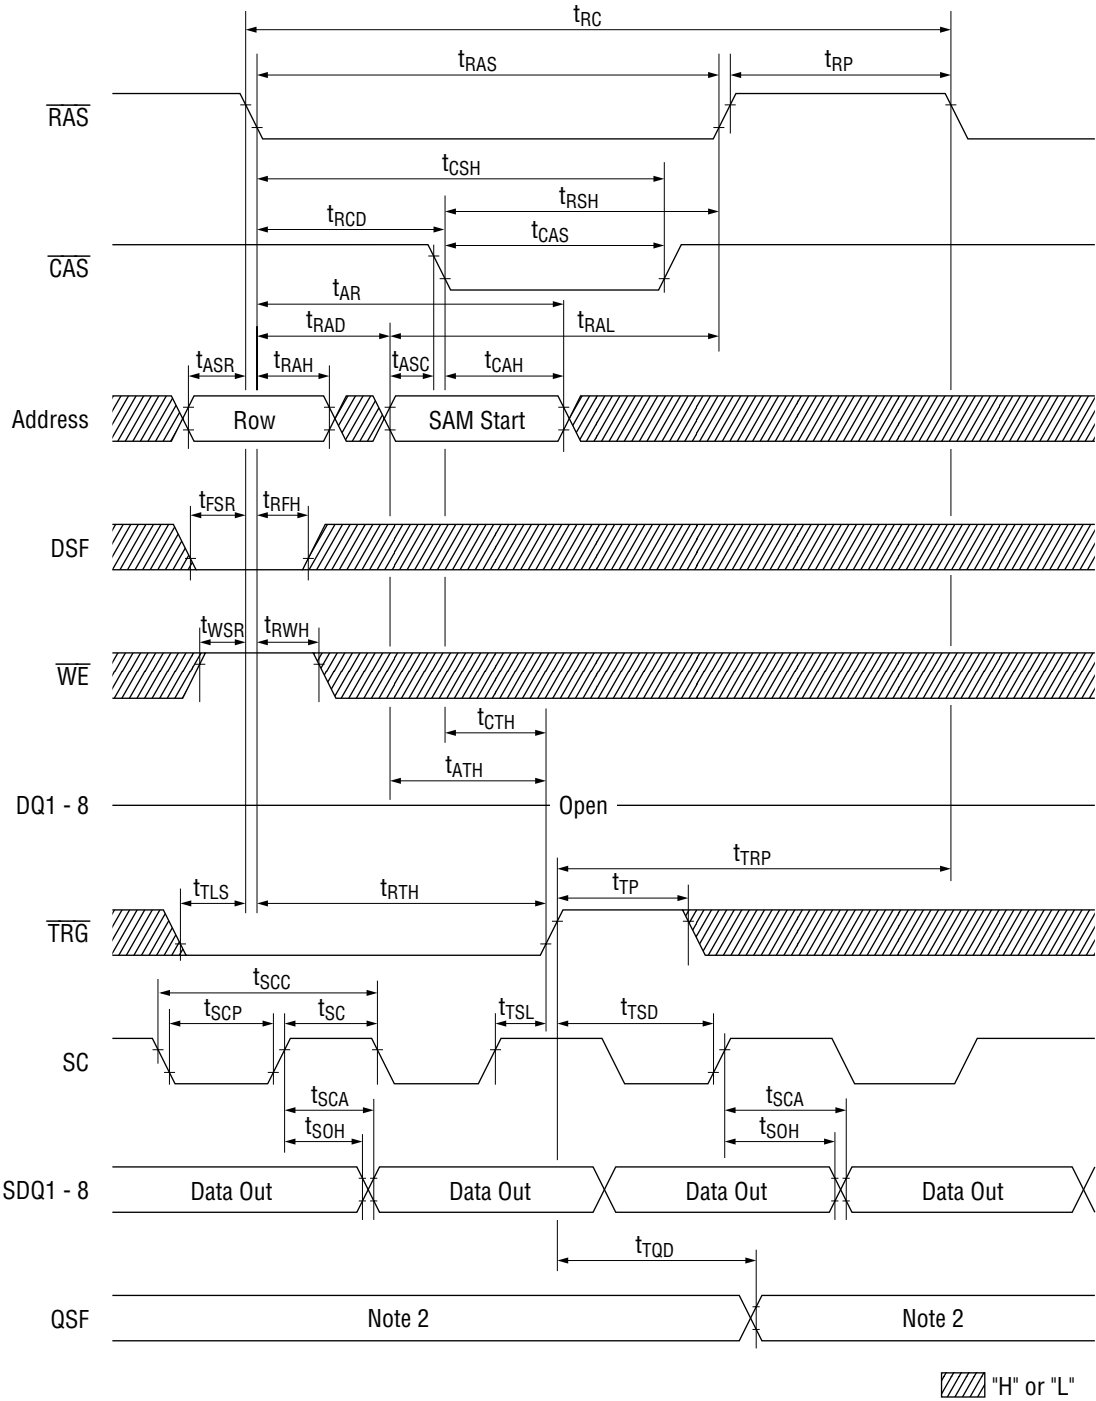 tRC
tRAS tRP
RAS
tCSH
tRSH
tRCD tCAS
CAS
tAR
tRAD tRAL
tASR tRAH tASC tCAH
Address Row SAM Start
tFSR tRFH
DSF
tWSR tRWH
WE
tCTH
tATH
DQ1 - 8 Open
tTRP
tTLS tRTH tTP
TRG
tSCC
tSCP tSC tTSL tTSD
SC
tSCA tSCA
tSOH tSOH
SDQ1 - 8 Data Out Data Out Data Out Data Out
tTQD
QSF Note 2 Note 2
"H" or "L"